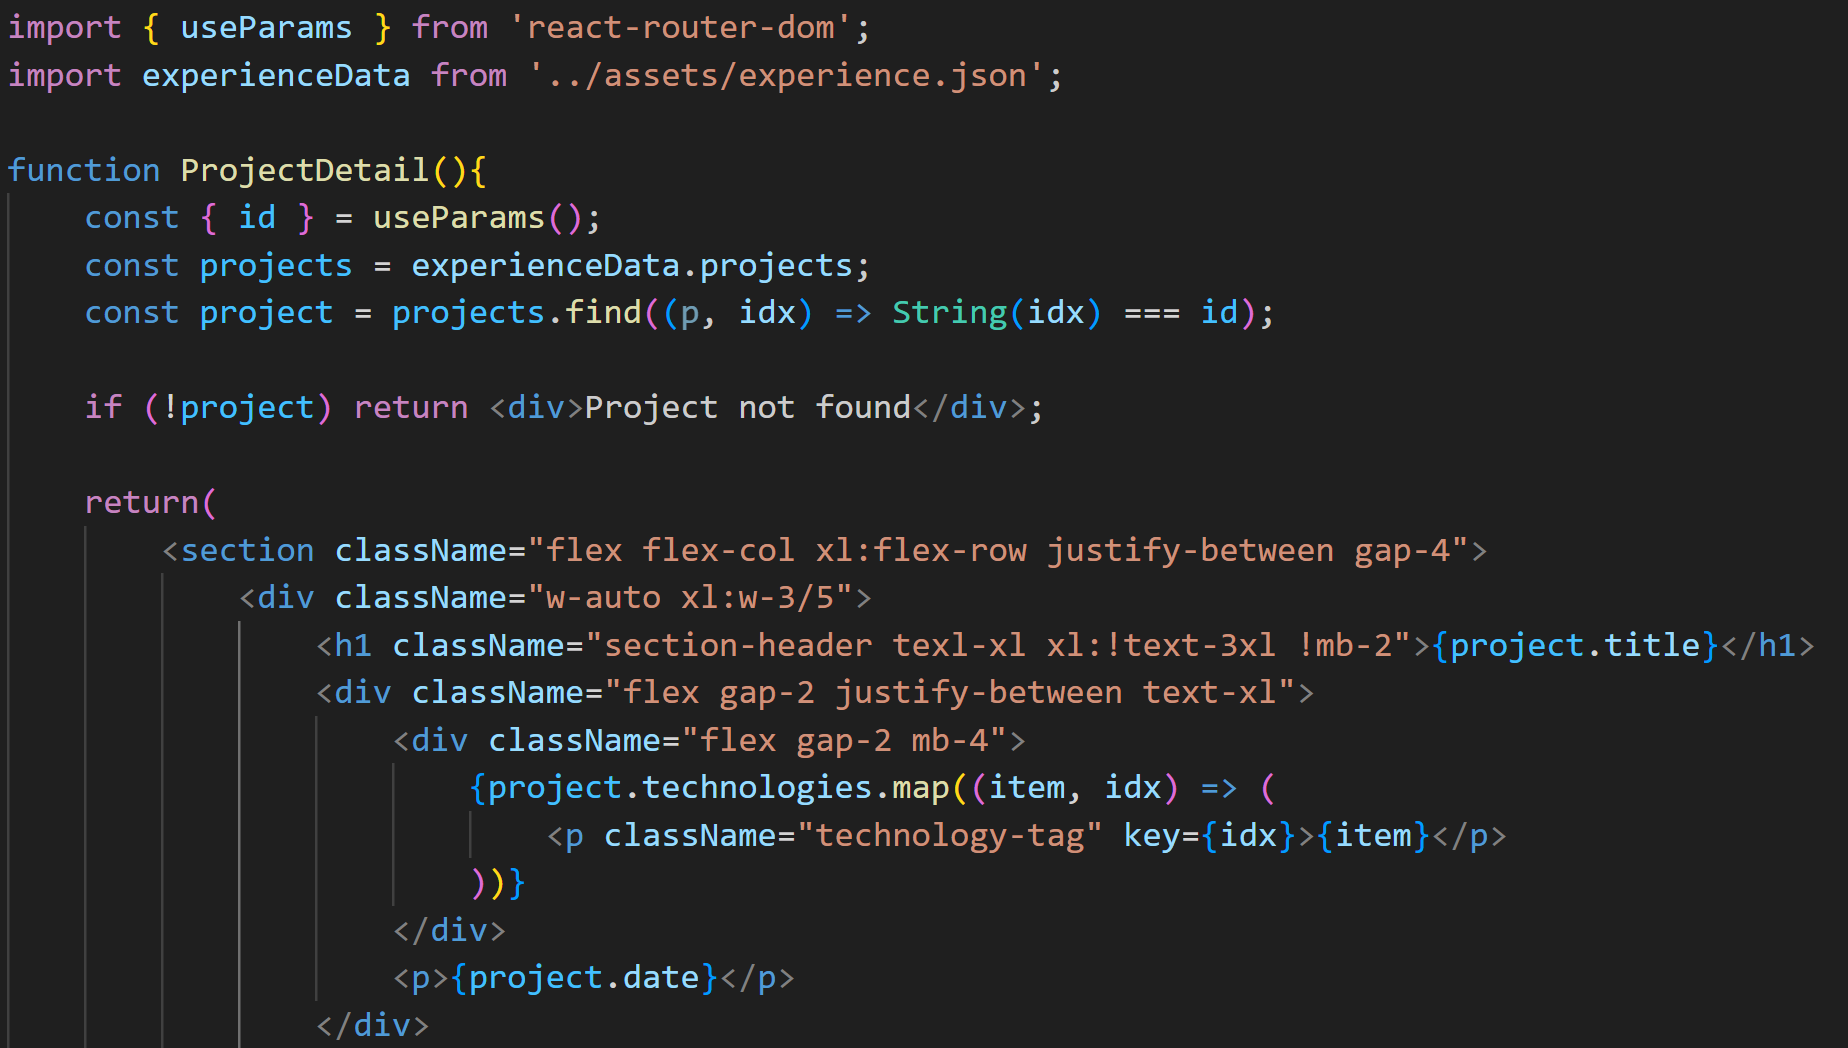 import { useParams } from 'react-router-dom';
import experienceData from '../assets/experience.json';

function ProjectDetail(){
    const { id } = useParams();
    const projects = experienceData.projects;
    const project = projects.find((p, idx) => String(idx) === id);

    if (!project) return <div>Project not found</div>;

    return(
        <section className="flex flex-col xl:flex-row justify-between gap-4">
            <div className="w-auto xl:w-3/5">
                <h1 className="section-header texl-xl xl:!text-3xl !mb-2">{project.title}</h1>
                <div className="flex gap-2 justify-between text-xl">
                    <div className="flex gap-2 mb-4">
                        {project.technologies.map((item, idx) => (
                            <p className="technology-tag" key={idx}>{item}</p>
                        ))}
                    </div>
                    <p>{project.date}</p>
                </div>